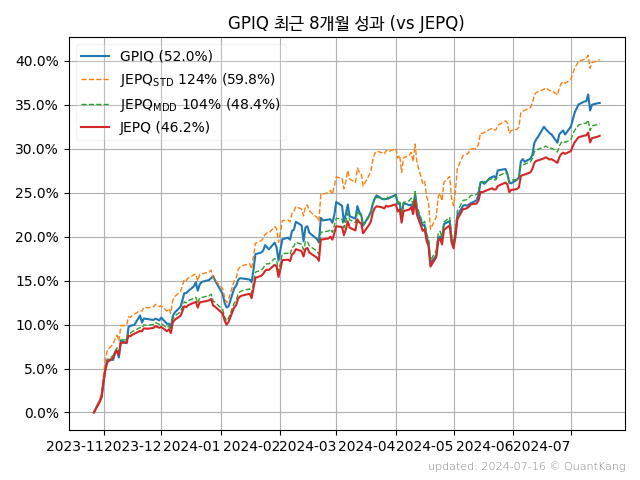 GPIQ 최근 8개월 성과 (vs JEPQ)
GPIQ (52.0%)
JEPQSTD 124% (59.8%)
JEPQMDD 104% (48.4%)
JEPQ (46.2%)
40.0%
35.0%
30.0%
25.0%
20.0%
15.0%
10.0%
5.0%
0.0%
2023-11 2023-12 2024-01 2024-02 2024-03 2024-04 2024-05 2024-06 2024-07
updated: 2024-07-16 © QuantKang